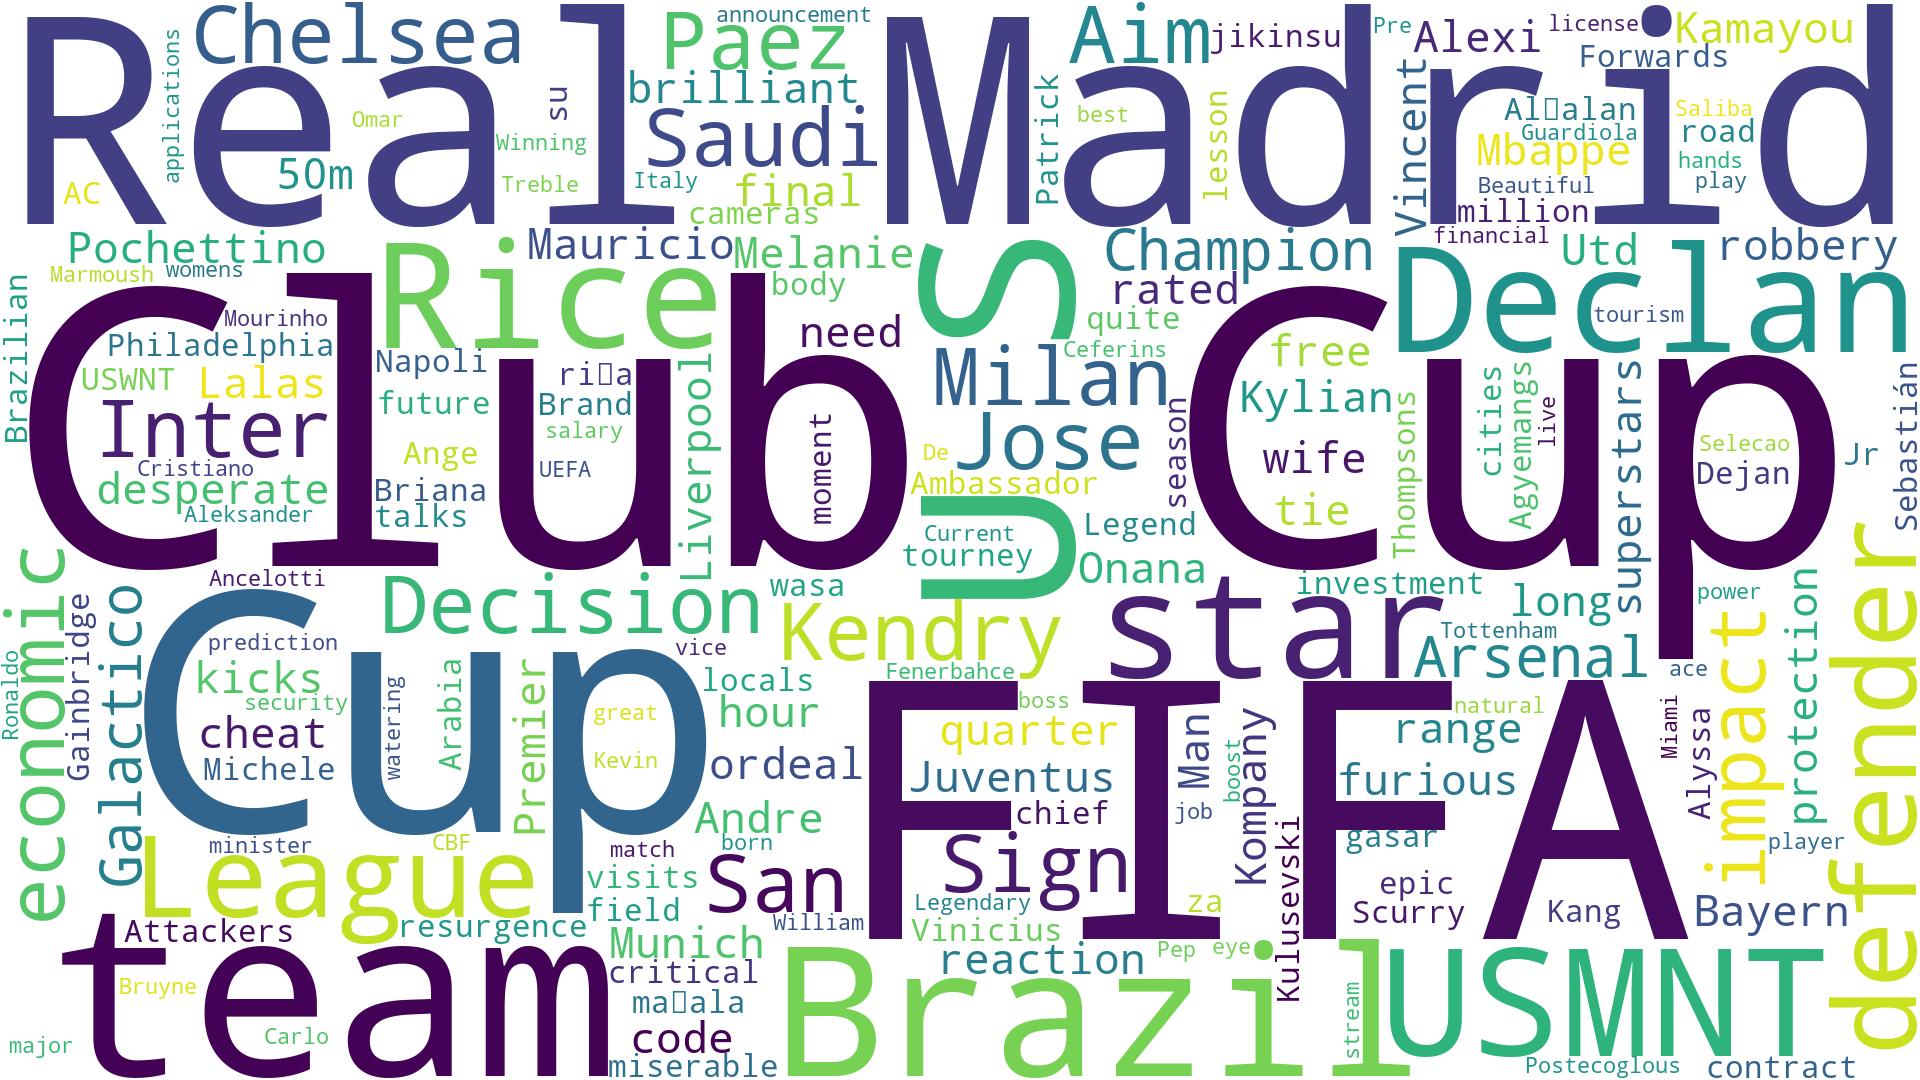 Real Madrid
Club Cup
Cup
FIFA
team
Brazil
USMNT
defender
Declan
Rice
star
U
S
League
Decision
Kendry
Chelsea
Paez
Aim
Saudi
Milan
Jose
Inter
Sign
San
impact
economic
Galactico
Arsenal
Champion
applications
announcement
jikinsu
Pre
Alexi
license
Kamayou
Forwards
brilliant
su
Omar
Winning
50m
Treble
Italy
final
AC
cameras
Patrick
best
lesson
Vincent
Saliba
Guardiola
road
Mbappe
hands
Beautiful
play
million
financial
Utd
robbery
Pochettino
Mauricio
Melanie
Marmoush
womens
body
rated
Brazilian
Mourinho
Philadelphia
USWNT
Lalas
Napoli
need
quite
Ceferins
free
tourism
future
Brand
Kylian
salary
Liverpool
moment
season
wife
Thompsons
cities
Agyemangs
live
superstars
Selecao
Dejan
Jr
Sebastián
Cristiano
Ange
UEFA
De
desperate
Briana
Ambassador
tie
Aleksander
talks
Current
Legend
tourney
Onana
Ancelotti
wasa
investment
long
power
protection
Gainbridge
prediction
vice
Tottenham
Ronaldo
kicks
locals
Fenerbahce
ace
security
Arabia
Premier
hour
boss
natural
cheat
watering
great
quarter
Man
Kompany
range
Miami
Alyssa
Michele
Kevin
ordeal
Juventus
boost
furious
Andre
chief
job
Kulusevski
gasar
player
minister
CBF
match
born
visits
epic
field
Legendary
za
Scurry
Kang
Bayern
Attackers
resurgence
William
Vinicius
Munich
reaction
Pep
eye
critical
Bruyne
code
stream
major
Carlo
miserable
Postecoglous
contract